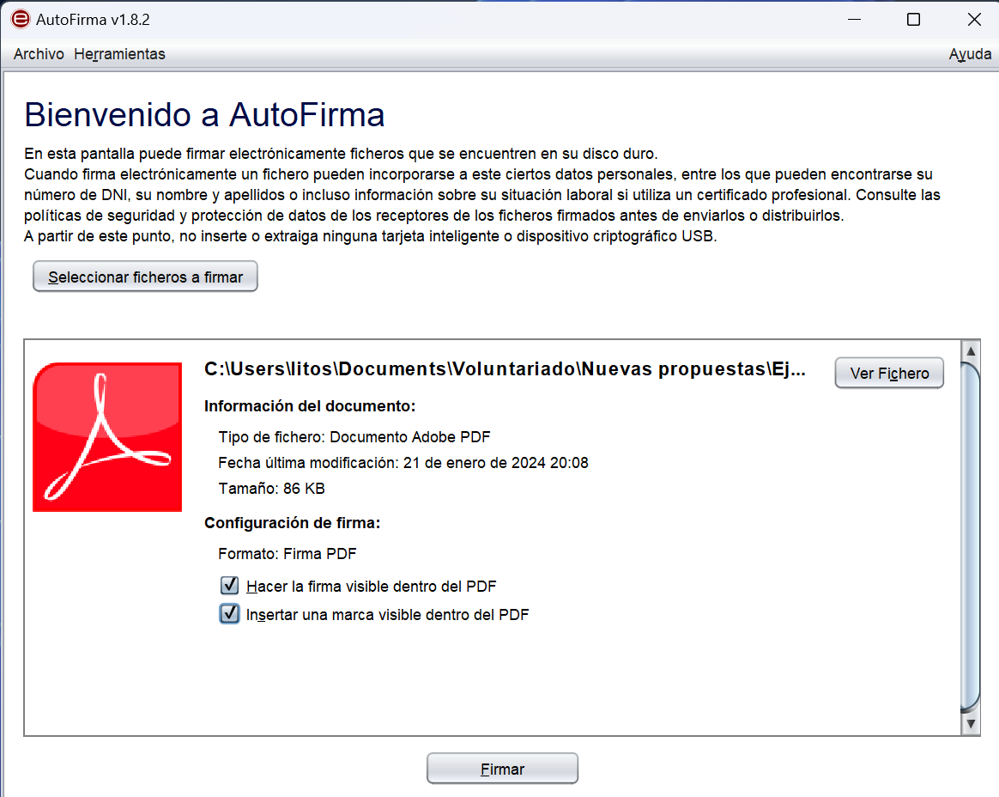 AutoFirma v1.8.2
Archivo Herramientas Ayuda
Bienvenido a AutoFirma
En esta pantalla puede firmar electrónicamente ficheros que se encuentren en su disco duro.
Cuando firma electrónicamente un fichero pueden incorporarse a este ciertos datos personales, entre los que pueden encontrarse su
número de DNI, su nombre y apellidos o incluso información sobre su situación laboral si utiliza un certificado profesional. Consulte las
políticas de seguridad y protección de datos de los receptores de los ficheros firmados antes de enviarlos o distribuirlos.
A partir de este punto, no inserte o extraiga ninguna tarjeta inteligente o dispositivo criptográfico USB.
Seleccionar ficheros a firmar
C:\Users\litos\Documents\Voluntariado\Nuevas propuestas\Ej...
Ver Fichero
Información del documento:
Tipo de fichero: Documento Adobe PDF
Fecha última modificación: 21 de enero de 2024 20:08
Tamaño: 86 KB
Configuración de firma:
Formato: Firma PDF
Hacer la firma visible dentro del PDF
Insertar una marca visible dentro del PDF
Firmar